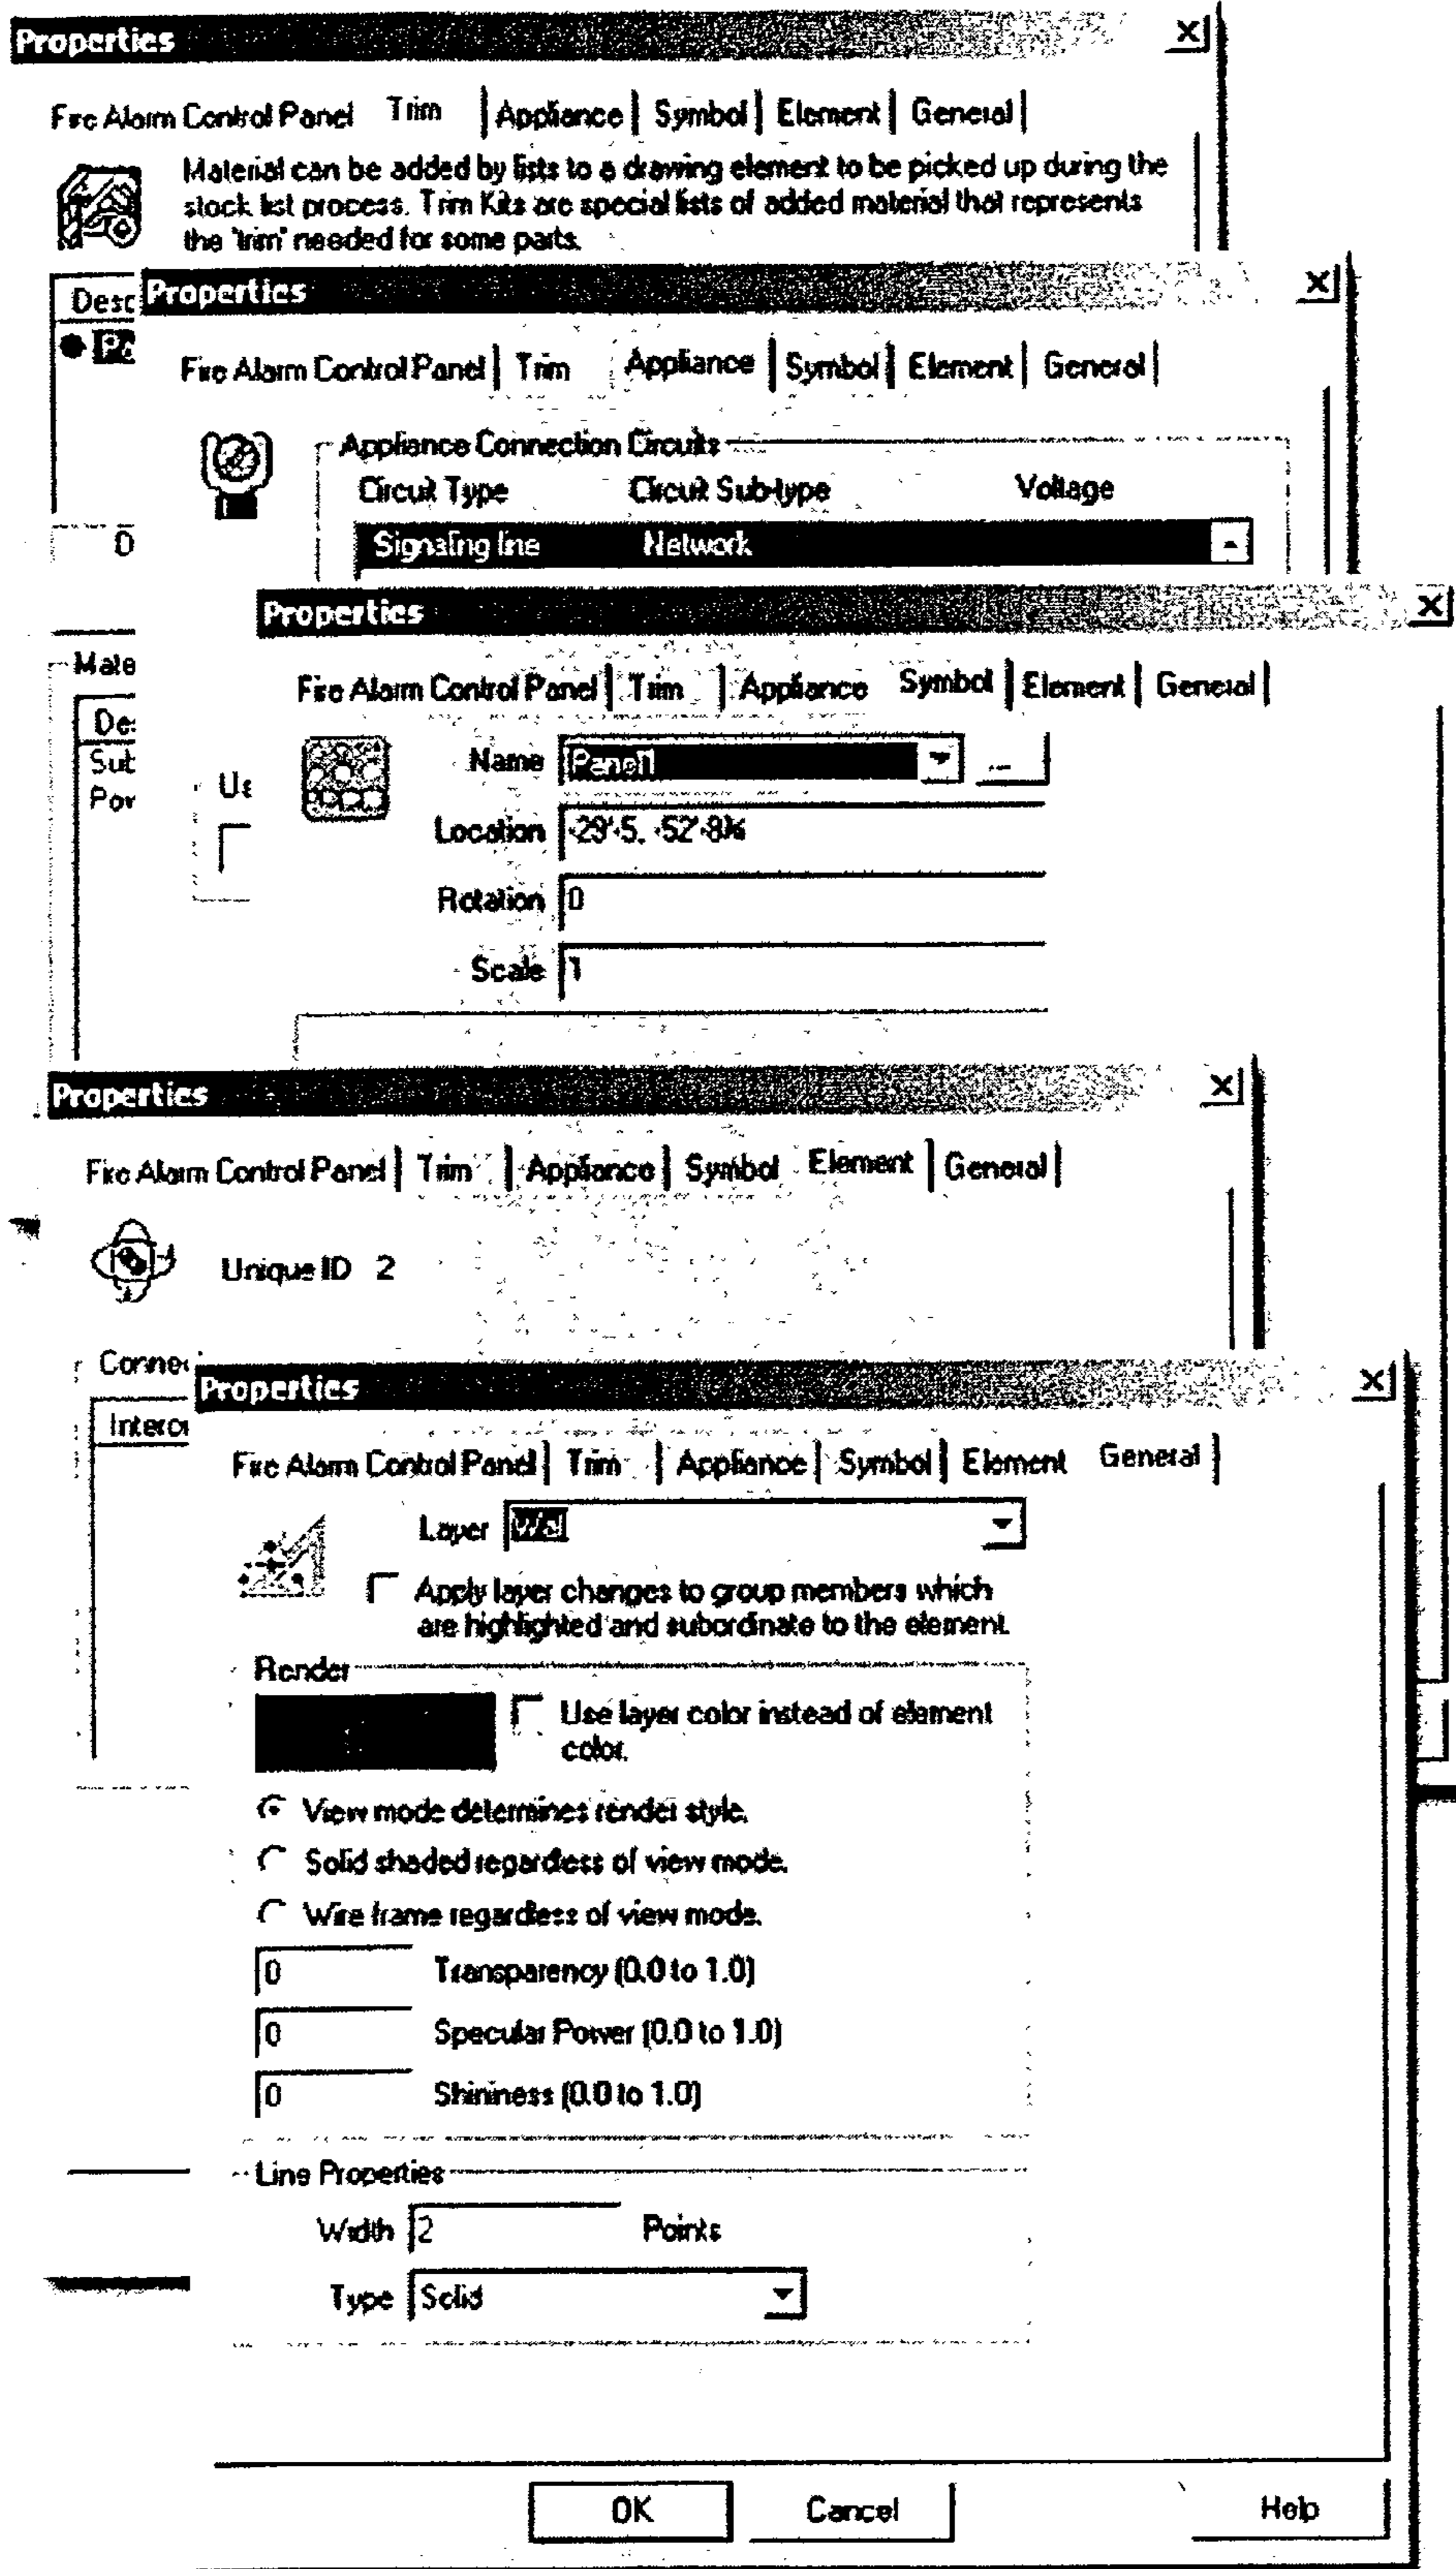 Properties
Fire Alarm Control Panel Trim Appliance Symbol Element General
Material can be added by lists to a drawing element to be picked up during the
stock list process. Trim Kits are special lists of added material that represents
the "trim" needed for some parts.
Desc
Properties
Fire Alarm Control Panel Trim Appliance Symbol Element General
Appliance Connection Circuits
Circuit Type Circuit Sub-type Voltage
Signaling line Network
Properties
Mate
Fire Alarm Control Panel Trim Appliance Symbol Element General
Des
Sub
Pow
Us
Name Panel1
Location
Rotation 0
Scale 1
Properties
Fire Alarm Control Panel Trim Appliance Symbol Element General
Unique ID 2
Connec
Interco
Properties
Fire Alarm Control Panel Trim Appliance Symbol Element General
Layer
Apply layer changes to group members which
are highlighted and subordinate to the element.
Render
Use layer color instead of element
color.
View mode determines render style.
Solid shaded regardless of view mode.
Wire frame regardless of view mode.
0 Transparency (0.0 to 1.0)
0 Specular Power (0.0 to 1.0)
0 Shininess (0.0 to 1.0)
Line Properties
Width 2 Points
Type Solid
OK Cancel Help